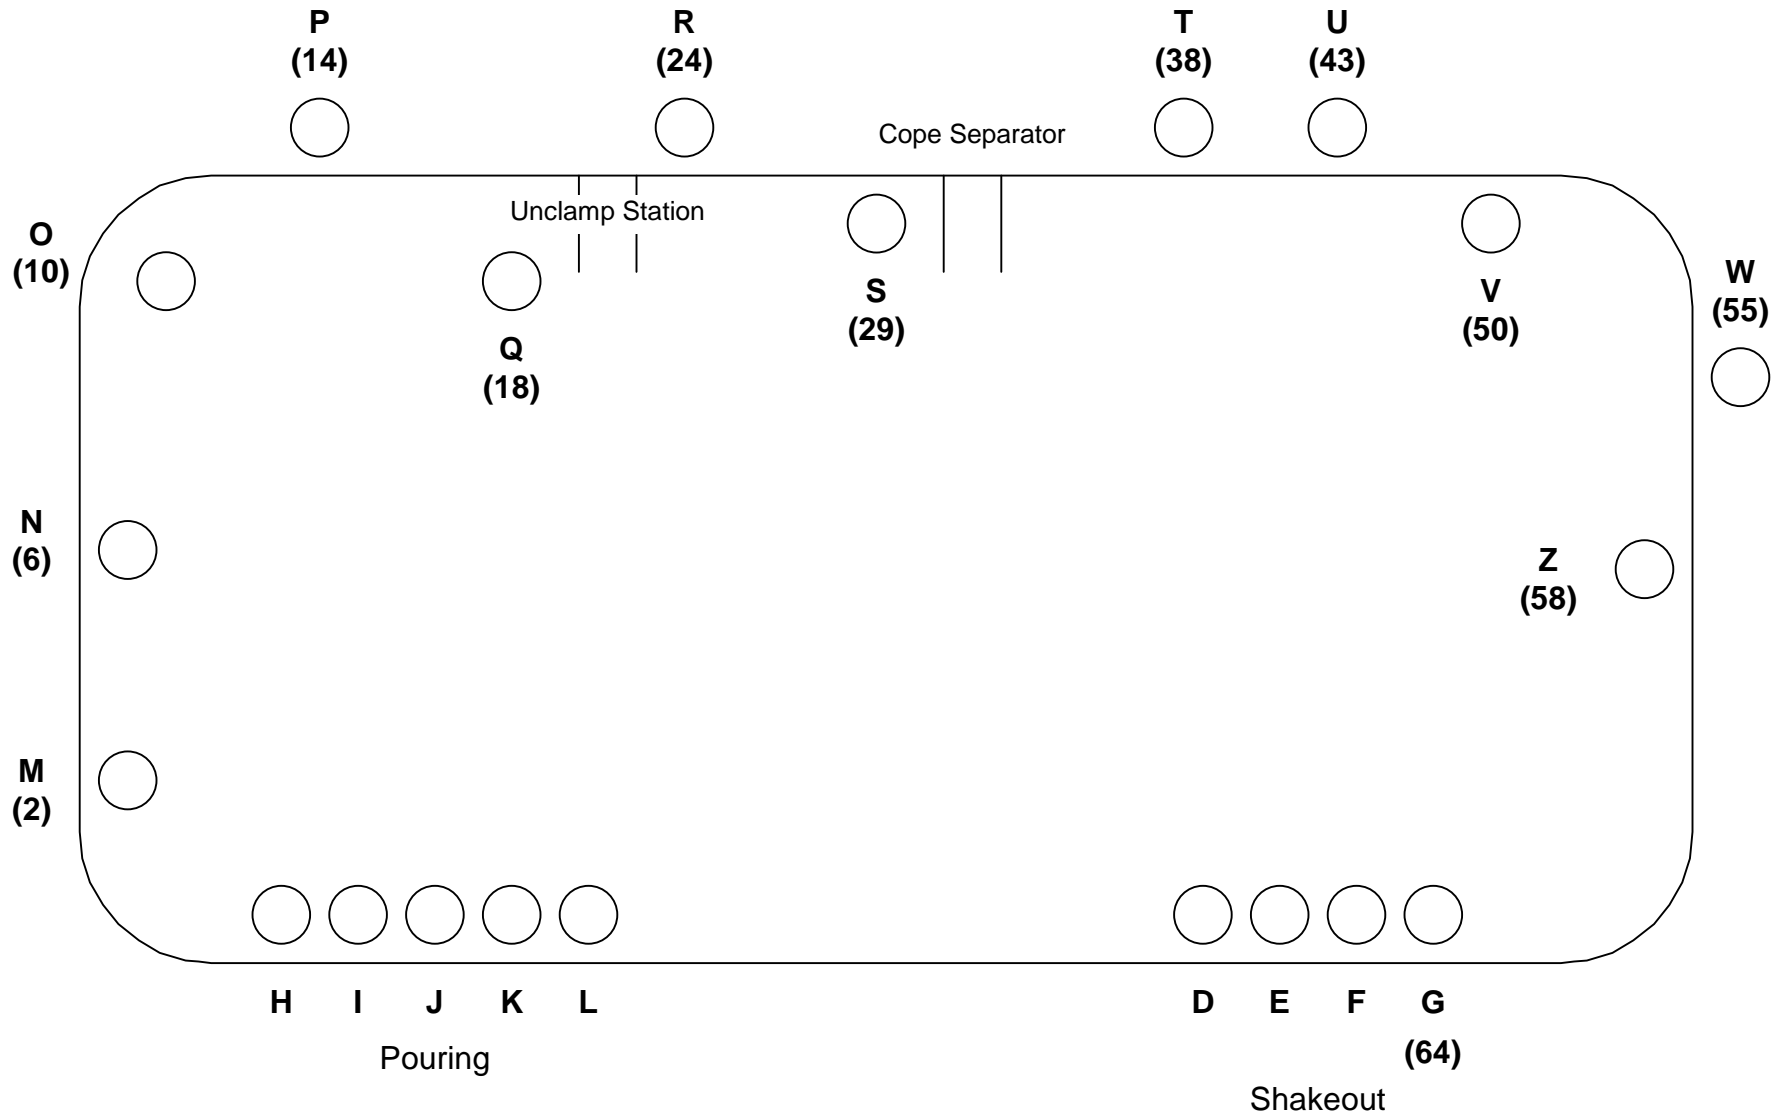 P
(14)
R
(24)
T
(38)
U
(43)
Cope Separator
Unclamp Station
O
(10)
Q
(18)
S
(29)
V
(50)
W
(55)
N
(6)
Z
(58)
M
(2)
H I J K L
Pouring
D E F G
(64)
Shakeout